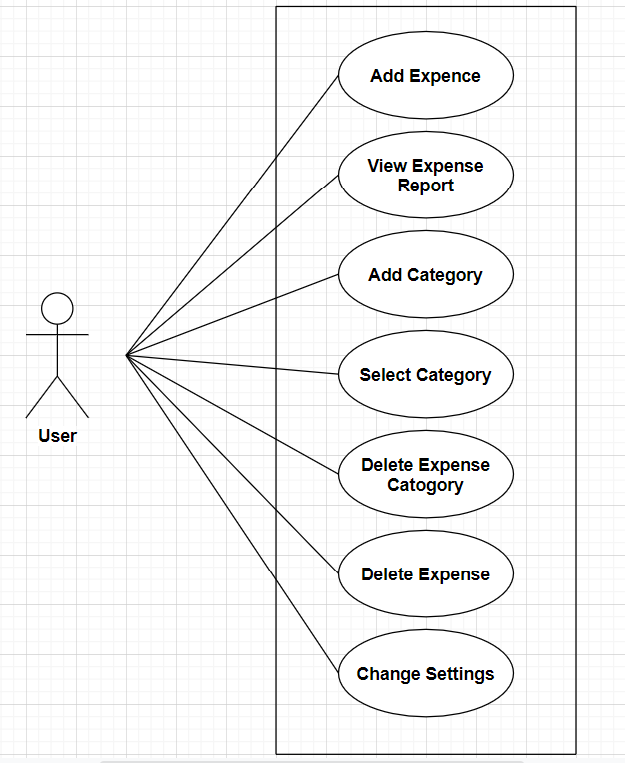 Add Expence
View Expense
Report
Add Category
Select Category
Delete Expense
Catogory
Delete Expense
Change Settings
User